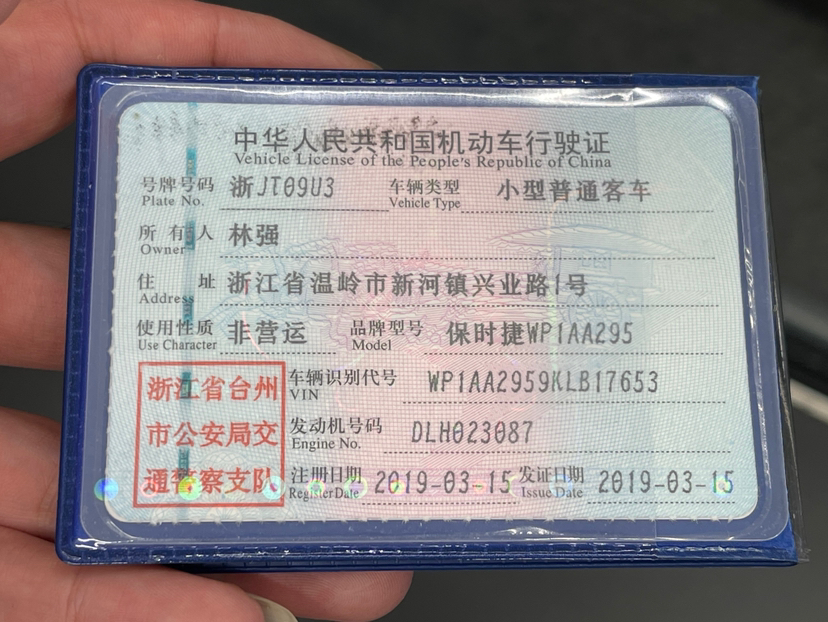 中华人民共和国机动车行驶证
Vehicle License of the People's Republic of China
号牌号码 浙JT09U3 车辆类型 小型普通客车
Plate No. Vehicle Type
所有人 林强
Owner
住址 浙江省温岭市新河镇兴业路1号
Address
使用性质 非营运 品牌型号 保时捷WP1AA295
Use Character Model
浙江省台州
市公安局交
通警察支队
车辆识别代号 WP1AA2959KLB17653
VIN
发动机号码 DLH023087
Engine No.
注册日期 2019-03-15 发证日期 2019-03-15
Register Date Issue Date